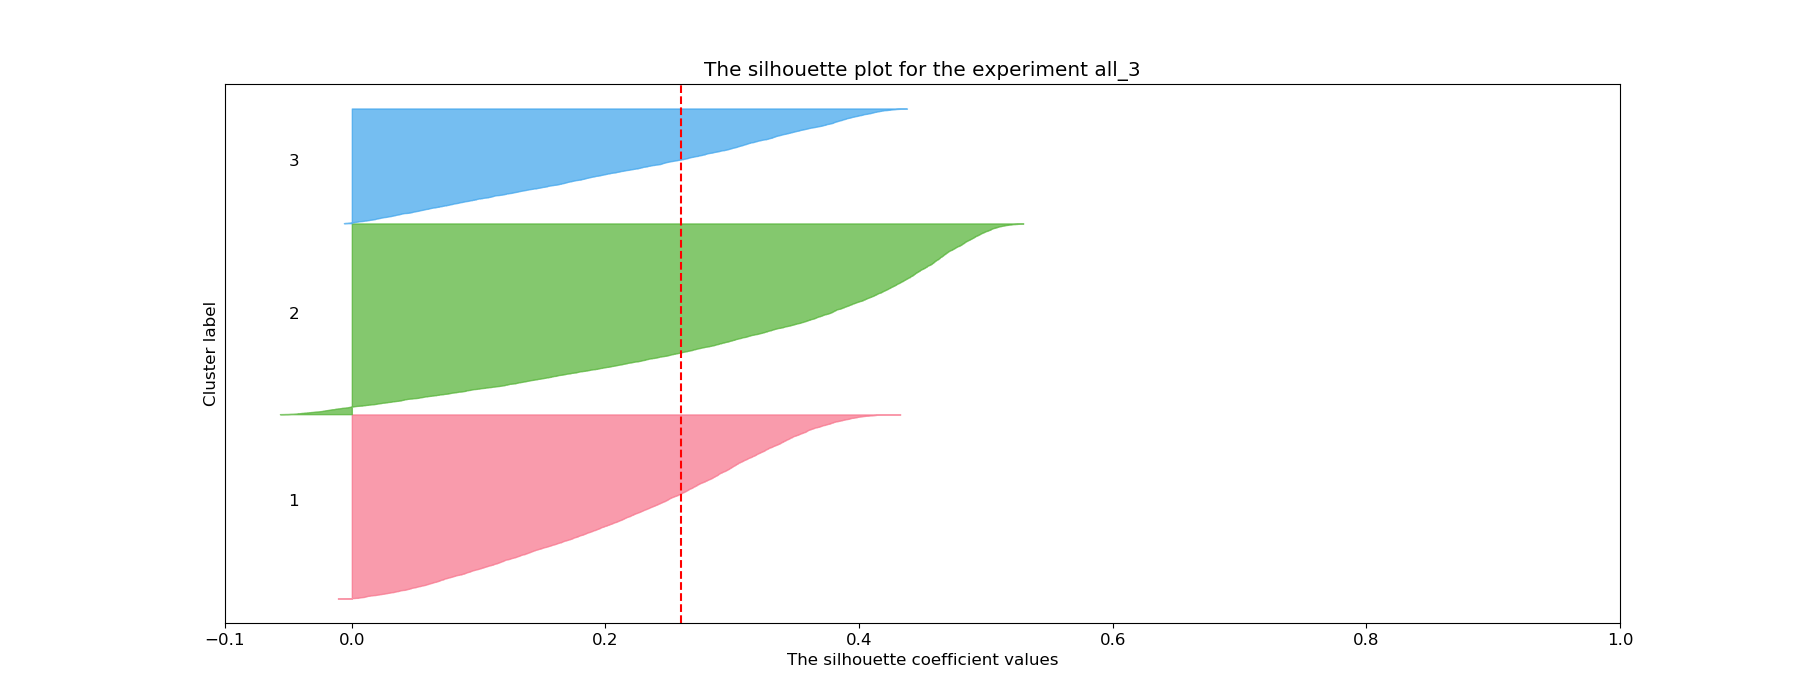 The silhouette plot for the experiment all_3
3
2
1
Cluster label
−0.1 0.0 0.2 0.4 0.6 0.8 1.0
The silhouette coefficient values